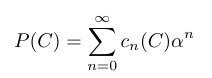 P(C) = \sum_{n=0}^{\infty} c_n(C) \alpha^n